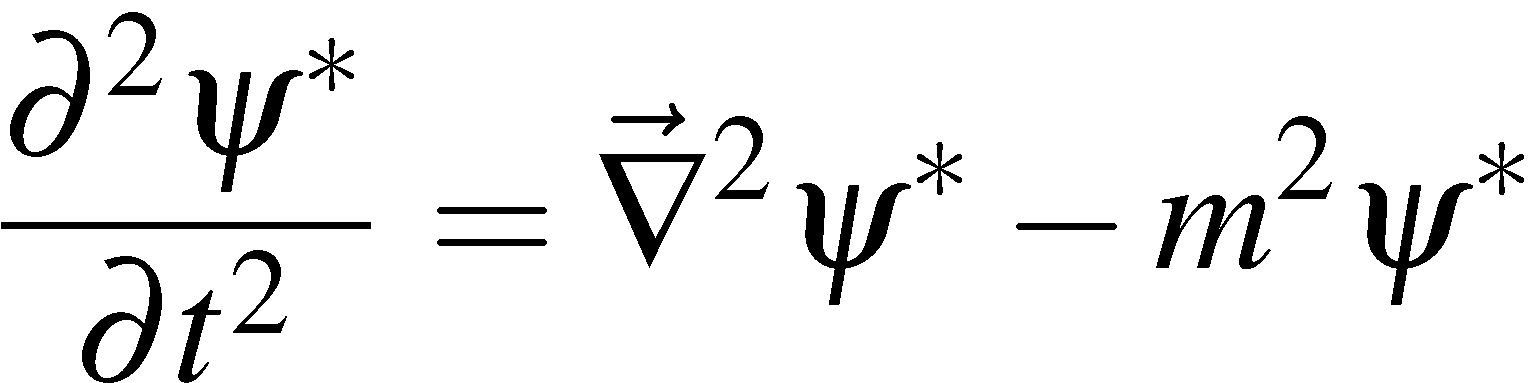 ∂²ψ* / ∂t² = ∇⃗²ψ* − m²ψ*